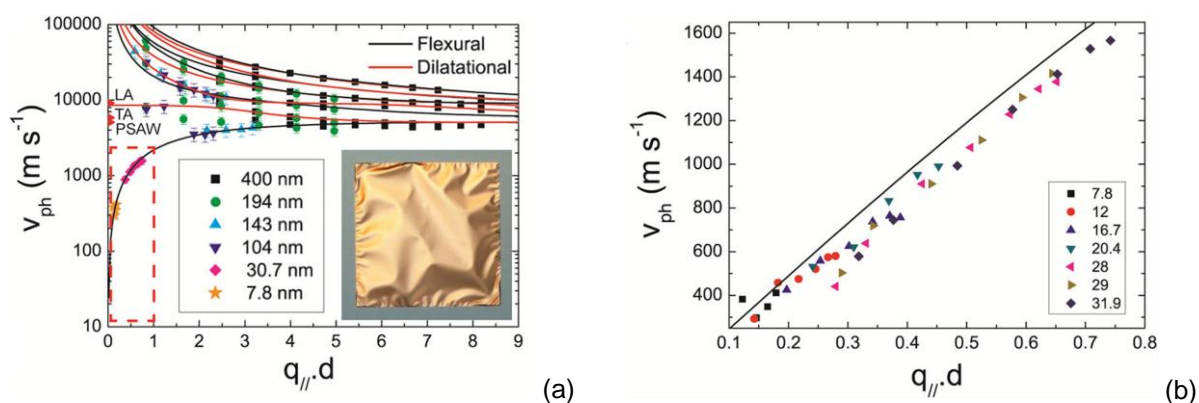 100000
10000
1000
100
10
v_ph (m s⁻¹)
LA
TA
PSAW
Flexural
Dilatational
400 nm
194 nm
143 nm
104 nm
30.7 nm
7.8 nm
0 1 2 3 4 5 6 7 8 9
q_//.d
(a)
1600
1400
1200
1000
800
600
400
v_ph (m s⁻¹)
7.8
12
16.7
20.4
28
29
31.9
0.1 0.2 0.3 0.4 0.5 0.6 0.7 0.8
q_//.d
(b)